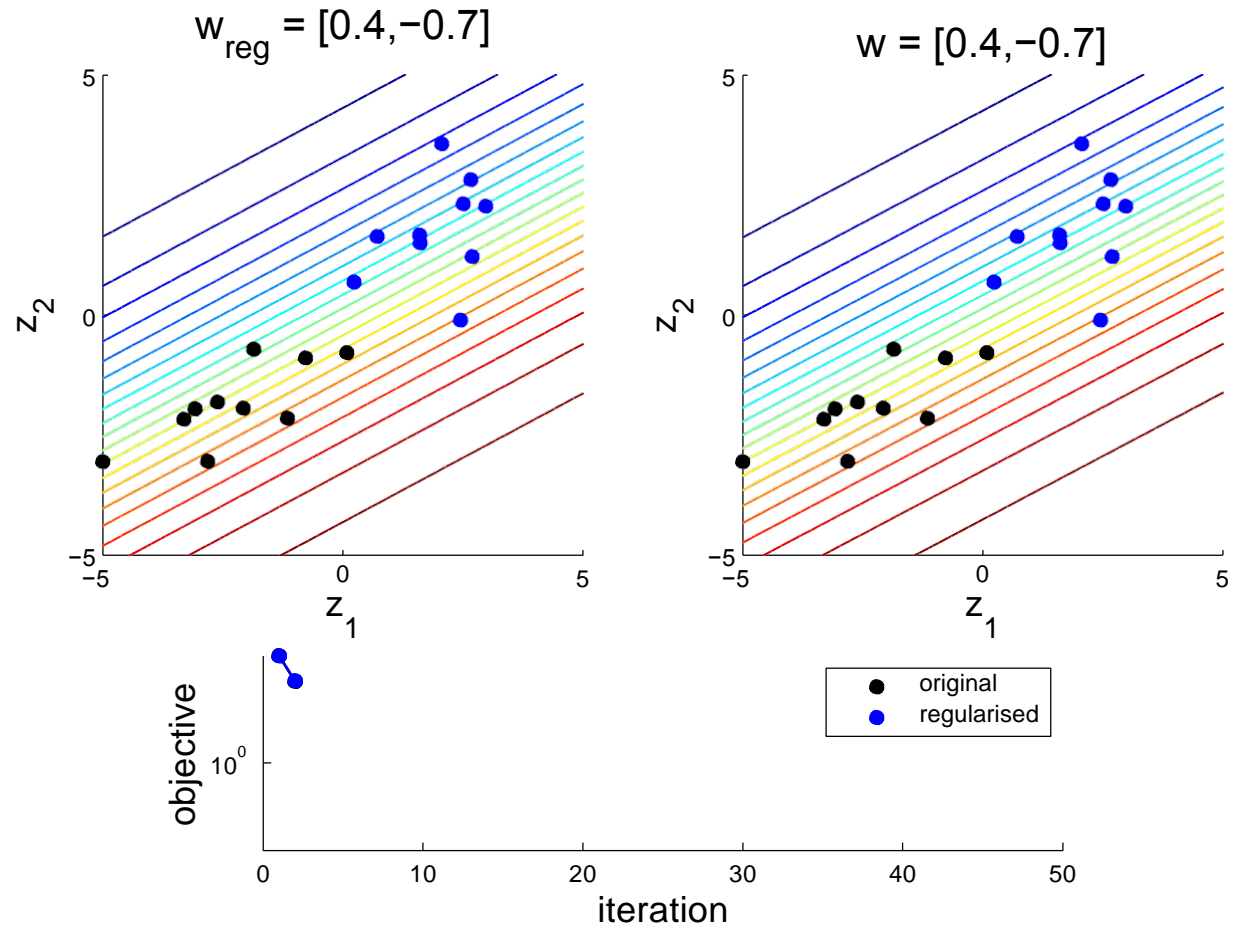 w_reg = [0.4,−0.7]
5
0
−5
−5
0
5
z_2
z_1
w = [0.4,−0.7]
5
0
−5
−5
0
5
z_2
z_1
objective
10^0
0
10
20
30
40
50
iteration
original
regularised